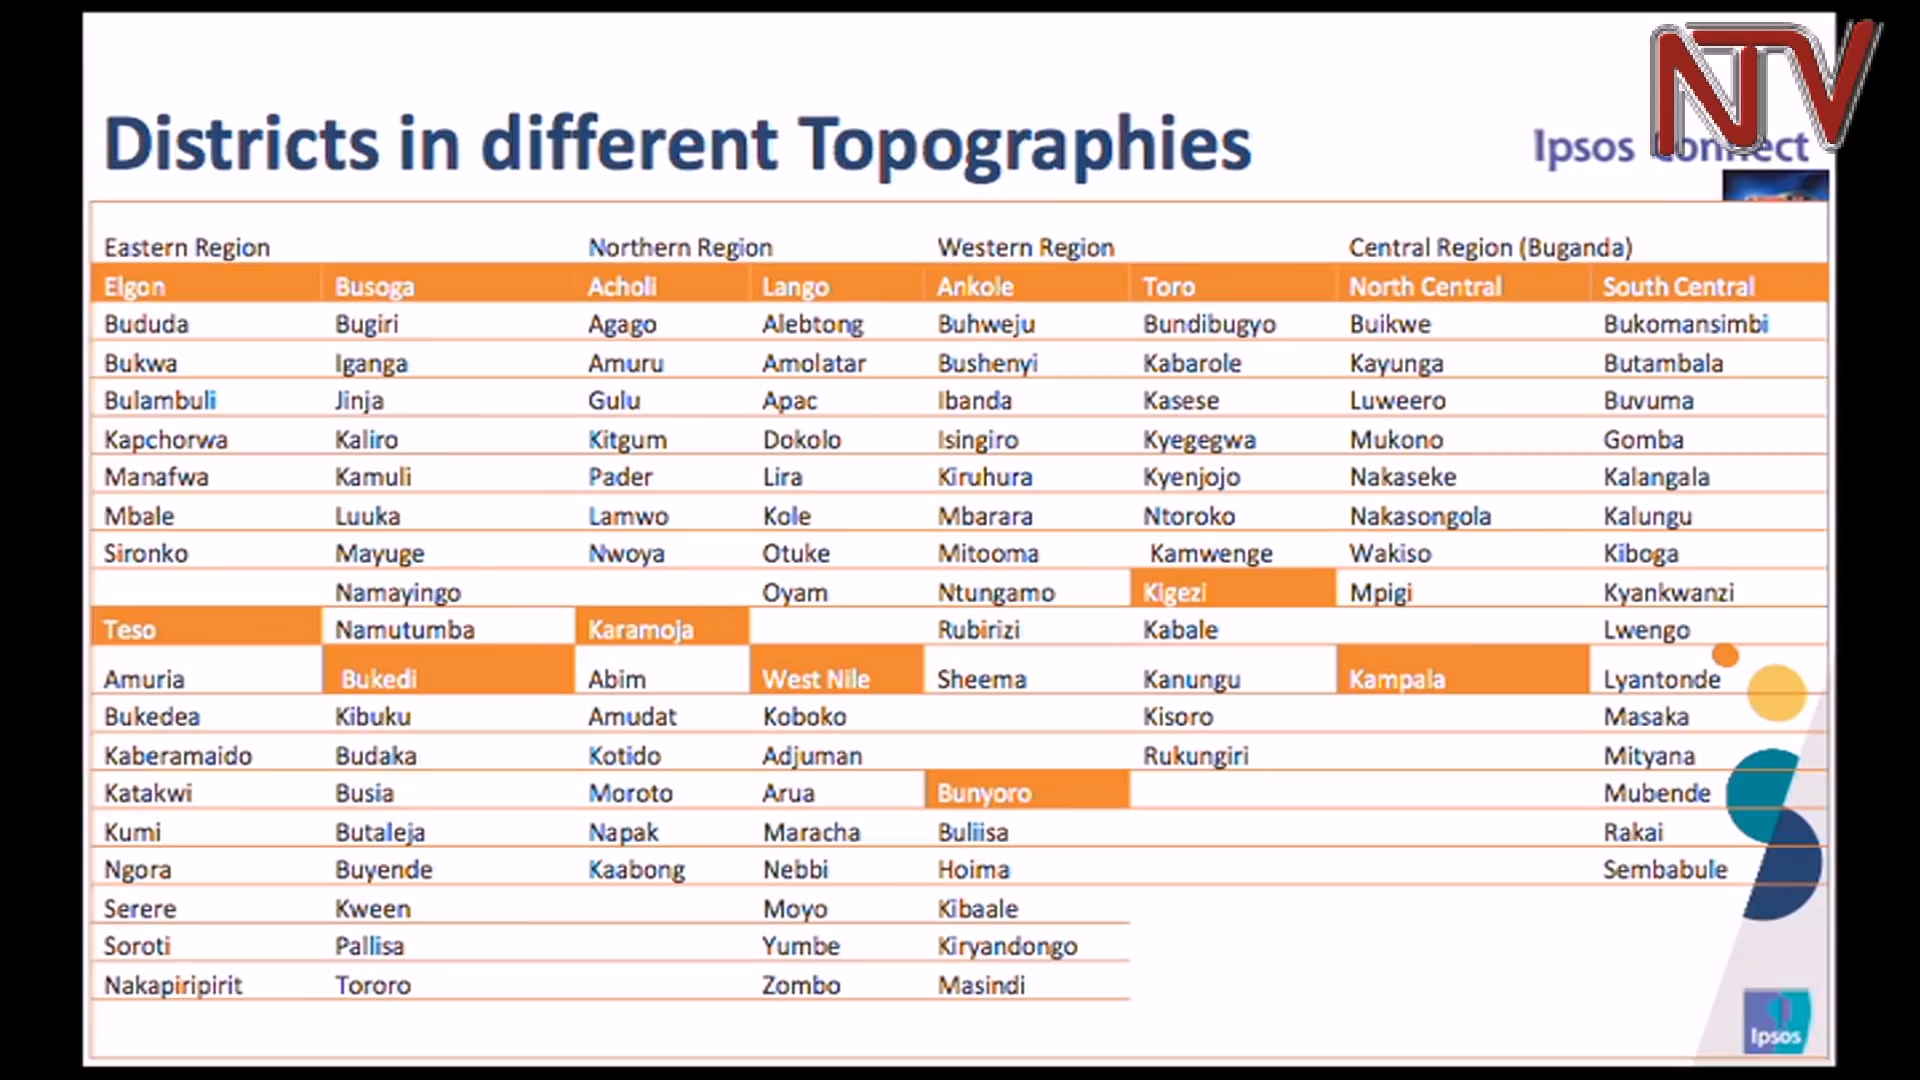 NTV
Districts in different Topographies
Ipsos Connect
Eastern Region Northern Region Western Region Central Region (Buganda)
Elgon Busoga Acholi Lango Ankole Toro North Central South Central
Bududa Bugiri Agago Alebtong Buhweju Bundibugyo Buikwe Bukomansimbi
Bukwa Iganga Amuru Amolatar Bushenyi Kabarole Kayunga Butambala
Bulambuli Jinja Gulu Apac Ibanda Kasese Luweero Buvuma
Kapchorwa Kaliro Kitgum Dokolo Isingiro Kyegegwa Mukono Gomba
Manafwa Kamuli Pader Lira Kiruhura Kyenjojo Nakaseke Kalangala
Mbale Luuka Lamwo Kole Mbarara Ntoroko Nakasongola Kalungu
Sironko Mayuge Nwoya Otuke Mitooma Kamwenge Wakiso Kiboga
Namayingo Oyam Ntungamo Kigezi Mpigi Kyankwanzi
Teso Namutumba Karamoja Rubirizi Kabale Lwengo
Amuria Bukedi Abim West Nile Sheema Kanungu Kampala Lyantonde
Bukedea Kibuku Amudat Koboko Kisoro Masaka
Kaberamaido Budaka Kotido Adjuman Rukungiri Mityana
Katakwi Busia Moroto Arua Bunyoro Mubende
Kumi Butaleja Napak Maracha Buliisa Rakai
Ngora Buyende Kaabong Nebbi Hoima Sembabule
Serere Kween Moyo Kibaale
Soroti Pallisa Yumbe Kiryandongo
Nakapiripirit Tororo Zombo Masindi
Ipsos